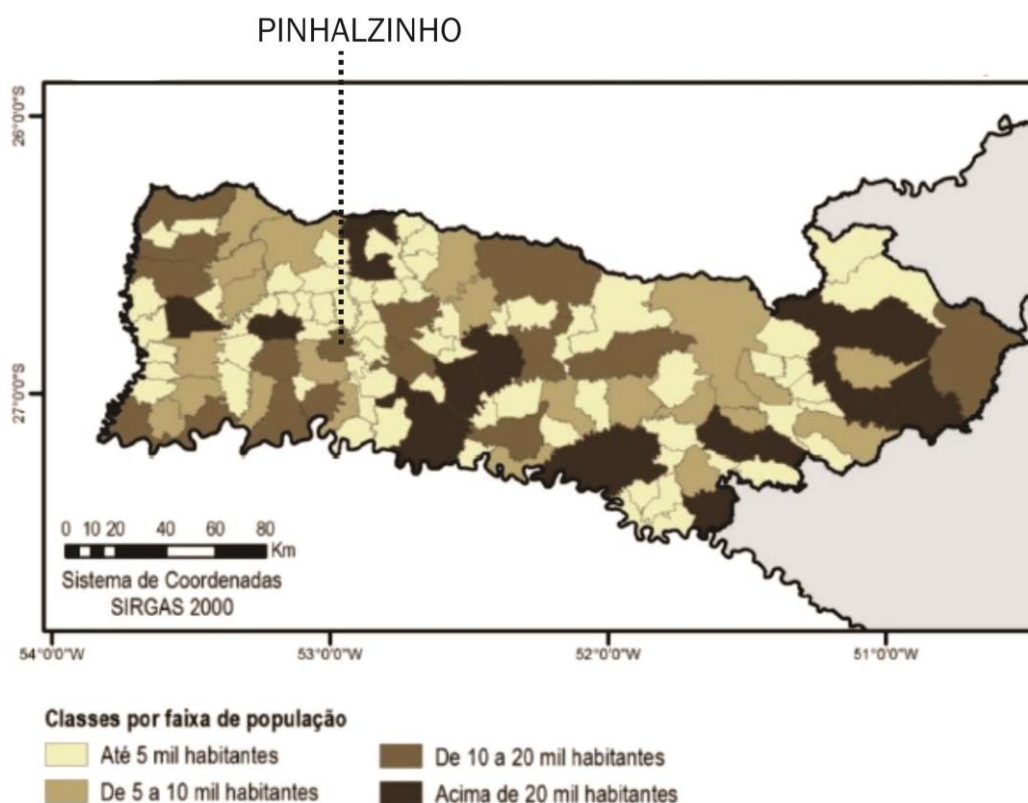 PINHALZINHO
26°0'0"S
27°0'0"S
0 10 20 40 60 80
Km
Sistema de Coordenadas
SIRGAS 2000
54°0'0"W 53°0'0"W 52°0'0"W 51°0'0"W
Classes por faixa de população
Até 5 mil habitantes De 10 a 20 mil habitantes
De 5 a 10 mil habitantes Acima de 20 mil habitantes